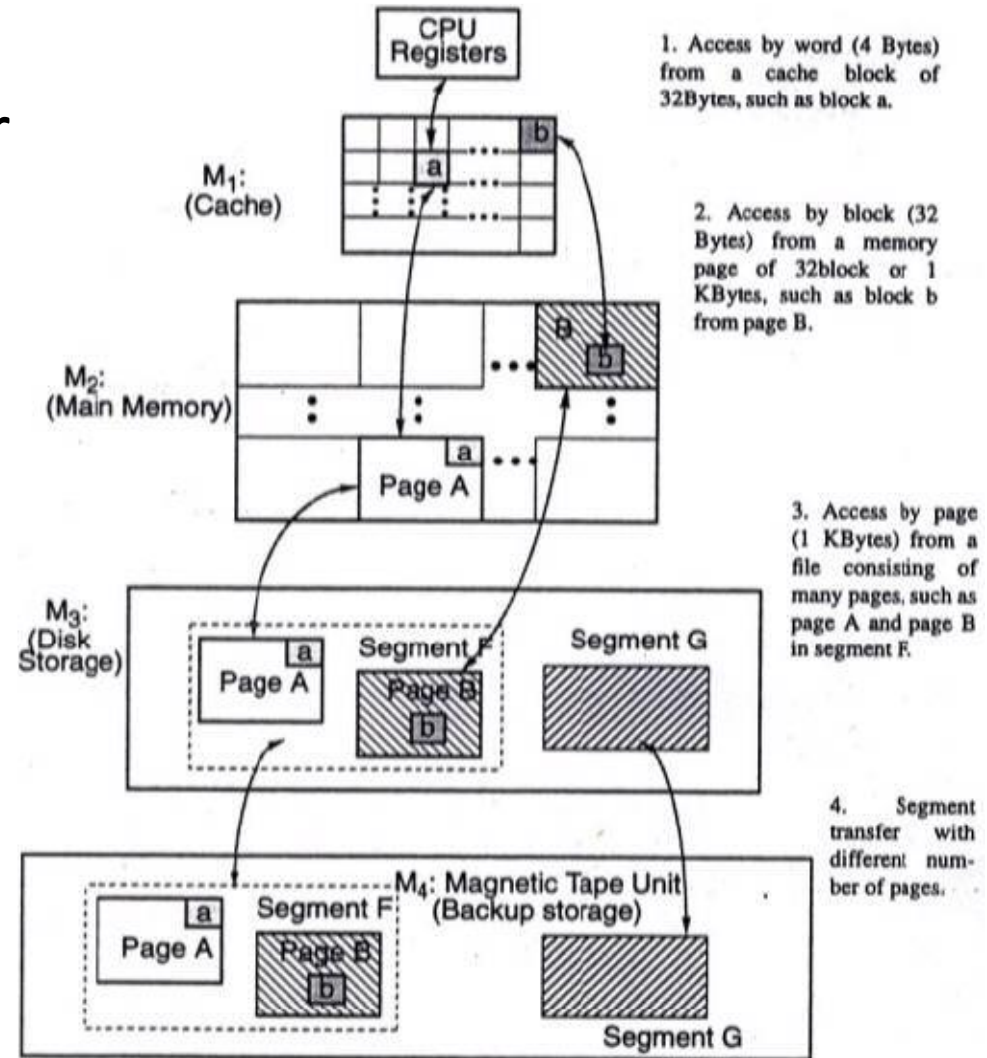 CPU
Registers
1. Access by word (4 Bytes)
from a cache block of
32Bytes, such as block a.
r
b
a
M1:
(Cache)
2. Access by block (32
Bytes) from a memory
page of 32block or 1
KBytes, such as block b
from page B.
B
b
M2:
(Main Memory)
a
Page A
3. Access by page
(1 KBytes) from a
file consisting of
many pages, such as
page A and page B
in segment F.
M3:
(Disk
Storage)
a
Page A
Segment F
Page B
b
Segment G
4. Segment
transfer with
different num-
ber of pages.
M4: Magnetic Tape Unit
(Backup storage)
a
Page A
Segment F
Page B
b
Segment G